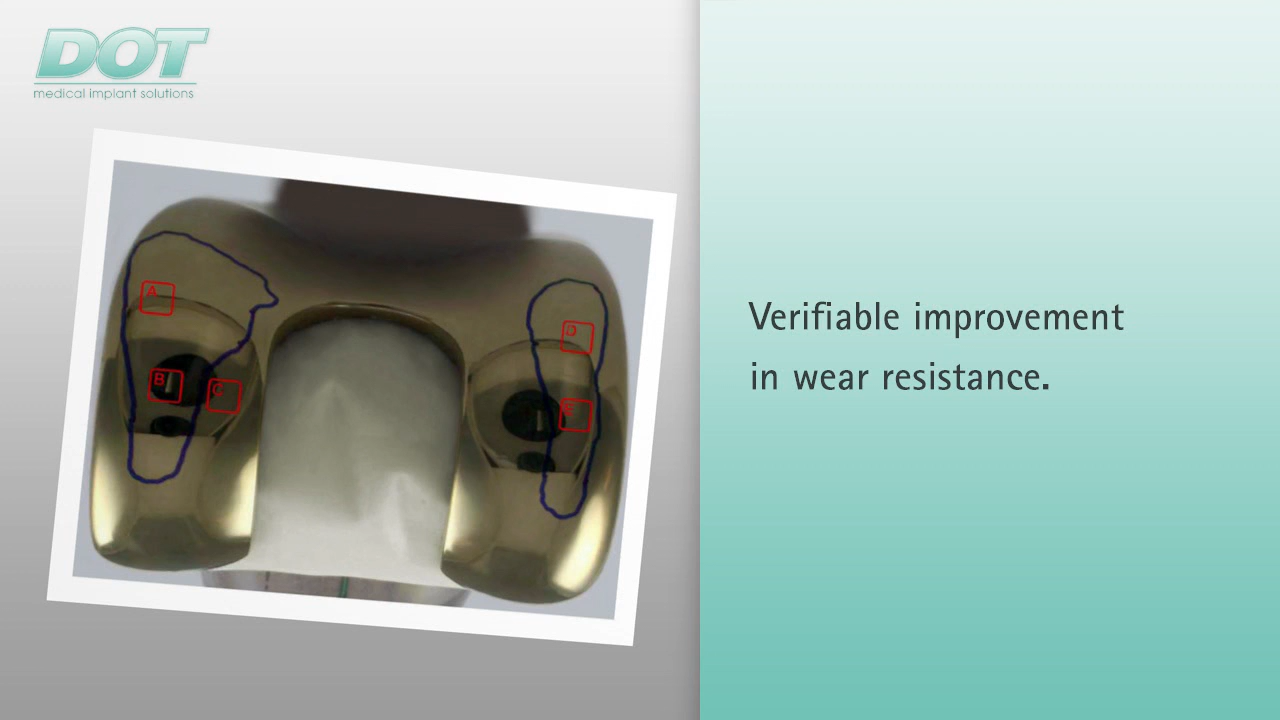 DOT
medical implant solutions
A
B
C
D
E
Verifiable improvement
in wear resistance.